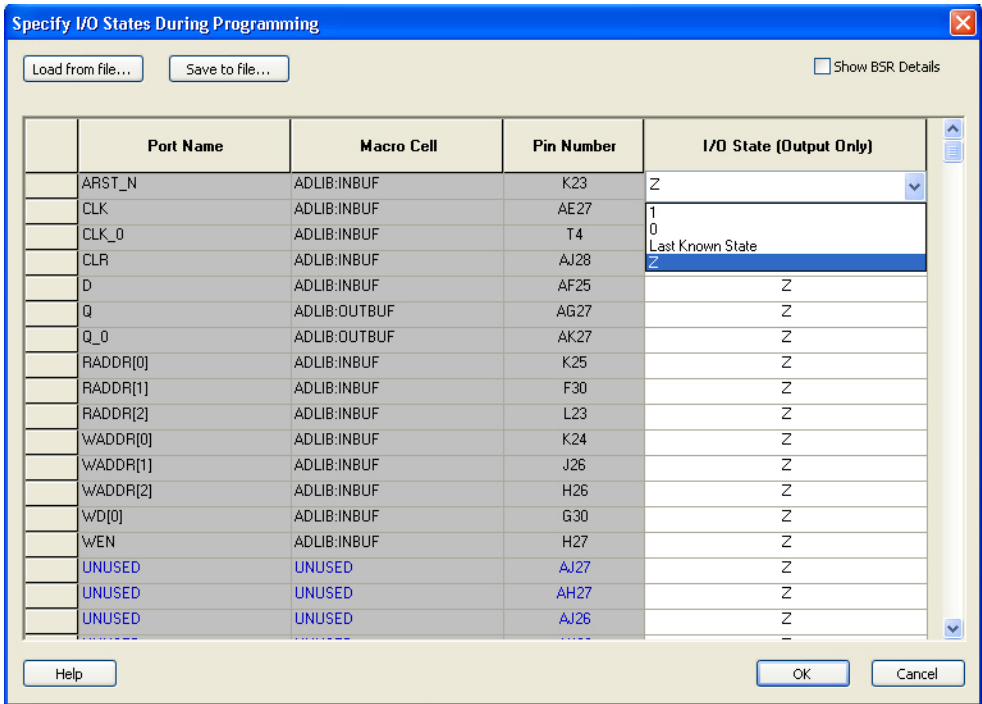 Specify I/O States During Programming
Load from file... Save to file... Show BSR Details
Port Name Macro Cell Pin Number I/O State (Output Only)
ARST_N ADLIB:INBUF K23 Z
CLK ADLIB:INBUF AE27 1
CLK_0 ADLIB:INBUF T4 0
Last Known State
CLR ADLIB:INBUF AJ28 Z
D ADLIB:INBUF AF25 Z
Q ADLIB:OUTBUF AG27 Z
Q_0 ADLIB:OUTBUF AK27 Z
RADDR[0] ADLIB:INBUF K25 Z
RADDR[1] ADLIB:INBUF F30 Z
RADDR[2] ADLIB:INBUF L23 Z
WADDR[0] ADLIB:INBUF K24 Z
WADDR[1] ADLIB:INBUF J26 Z
WADDR[2] ADLIB:INBUF H26 Z
WD[0] ADLIB:INBUF G30 Z
WEN ADLIB:INBUF H27 Z
UNUSED UNUSED AJ27 Z
UNUSED UNUSED AH27 Z
UNUSED UNUSED AJ26 Z
Help OK Cancel